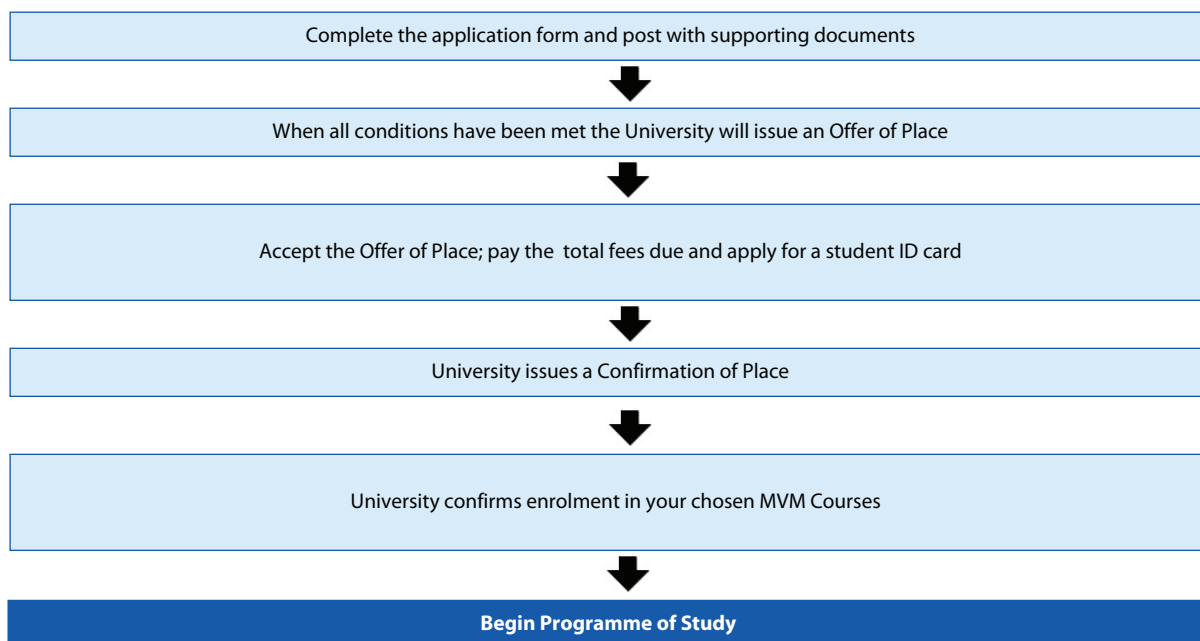 Complete the application form and post with supporting documents
When all conditions have been met the University will issue an Offer of Place
Accept the Offer of Place; pay the total fees due and apply for a student ID card
University issues a Confirmation of Place
University confirms enrolment in your chosen MVM Courses
Begin Programme of Study